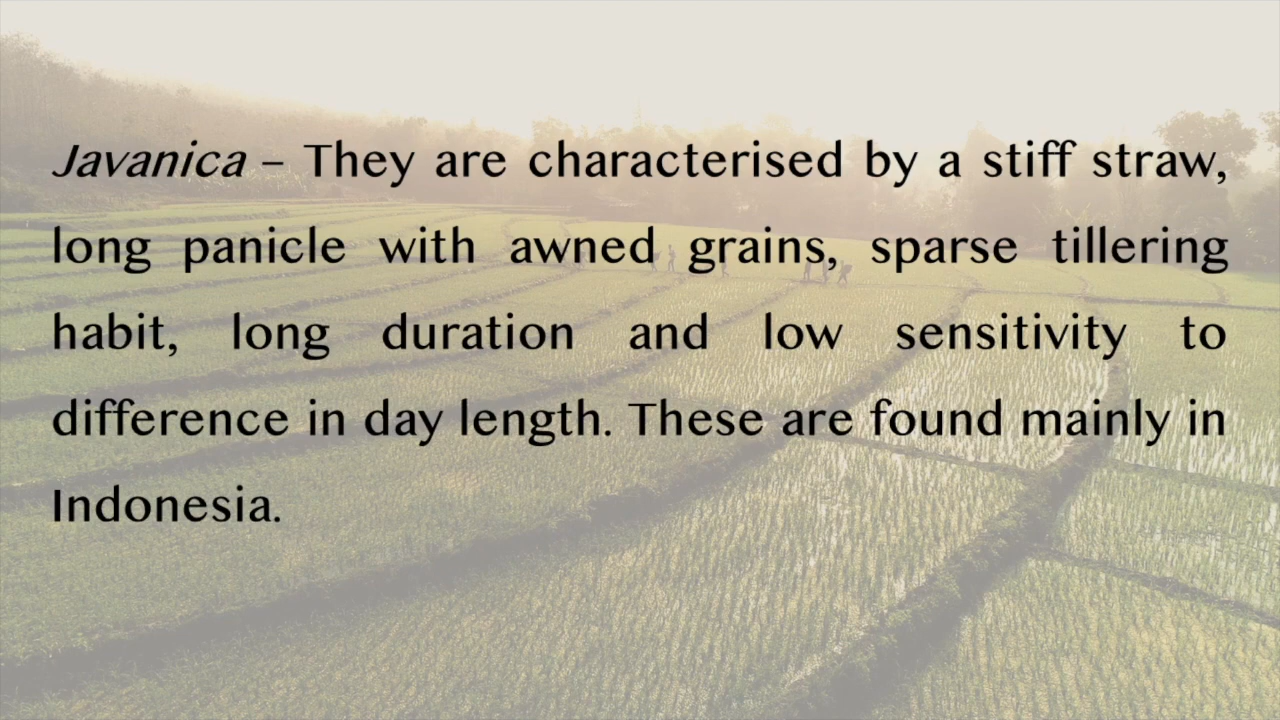 Javanica – They are characterised by a stiff straw,
long panicle with awned grains, sparse tillering
habit, long duration and low sensitivity to
difference in day length. These are found mainly in
Indonesia.